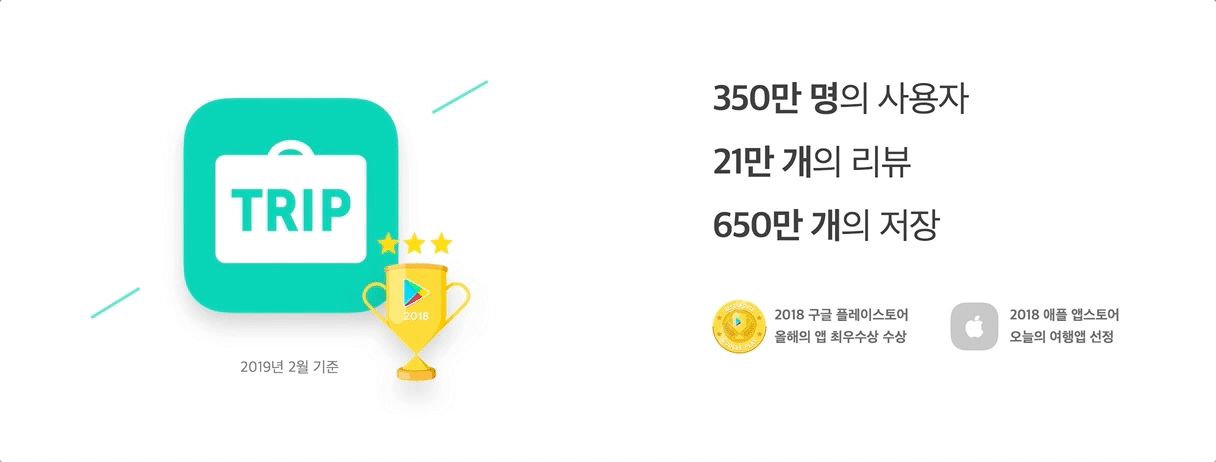 TRIP
2018
2019년 2월 기준
350만 명의 사용자
21만 개의 리뷰
650만 개의 저장
2018 구글 플레이스토어
올해의 앱 최우수상 수상
2018 애플 앱스토어
오늘의 여행앱 선정